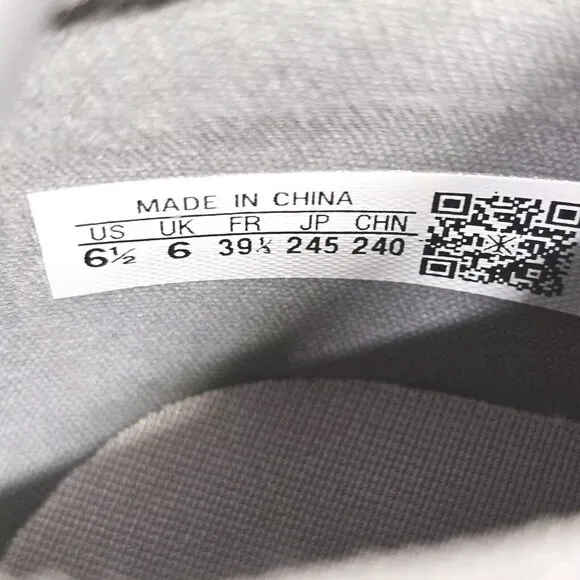 MADE IN CHINA
US UK FR JP CHN
6½ 6 39⅓ 245 240